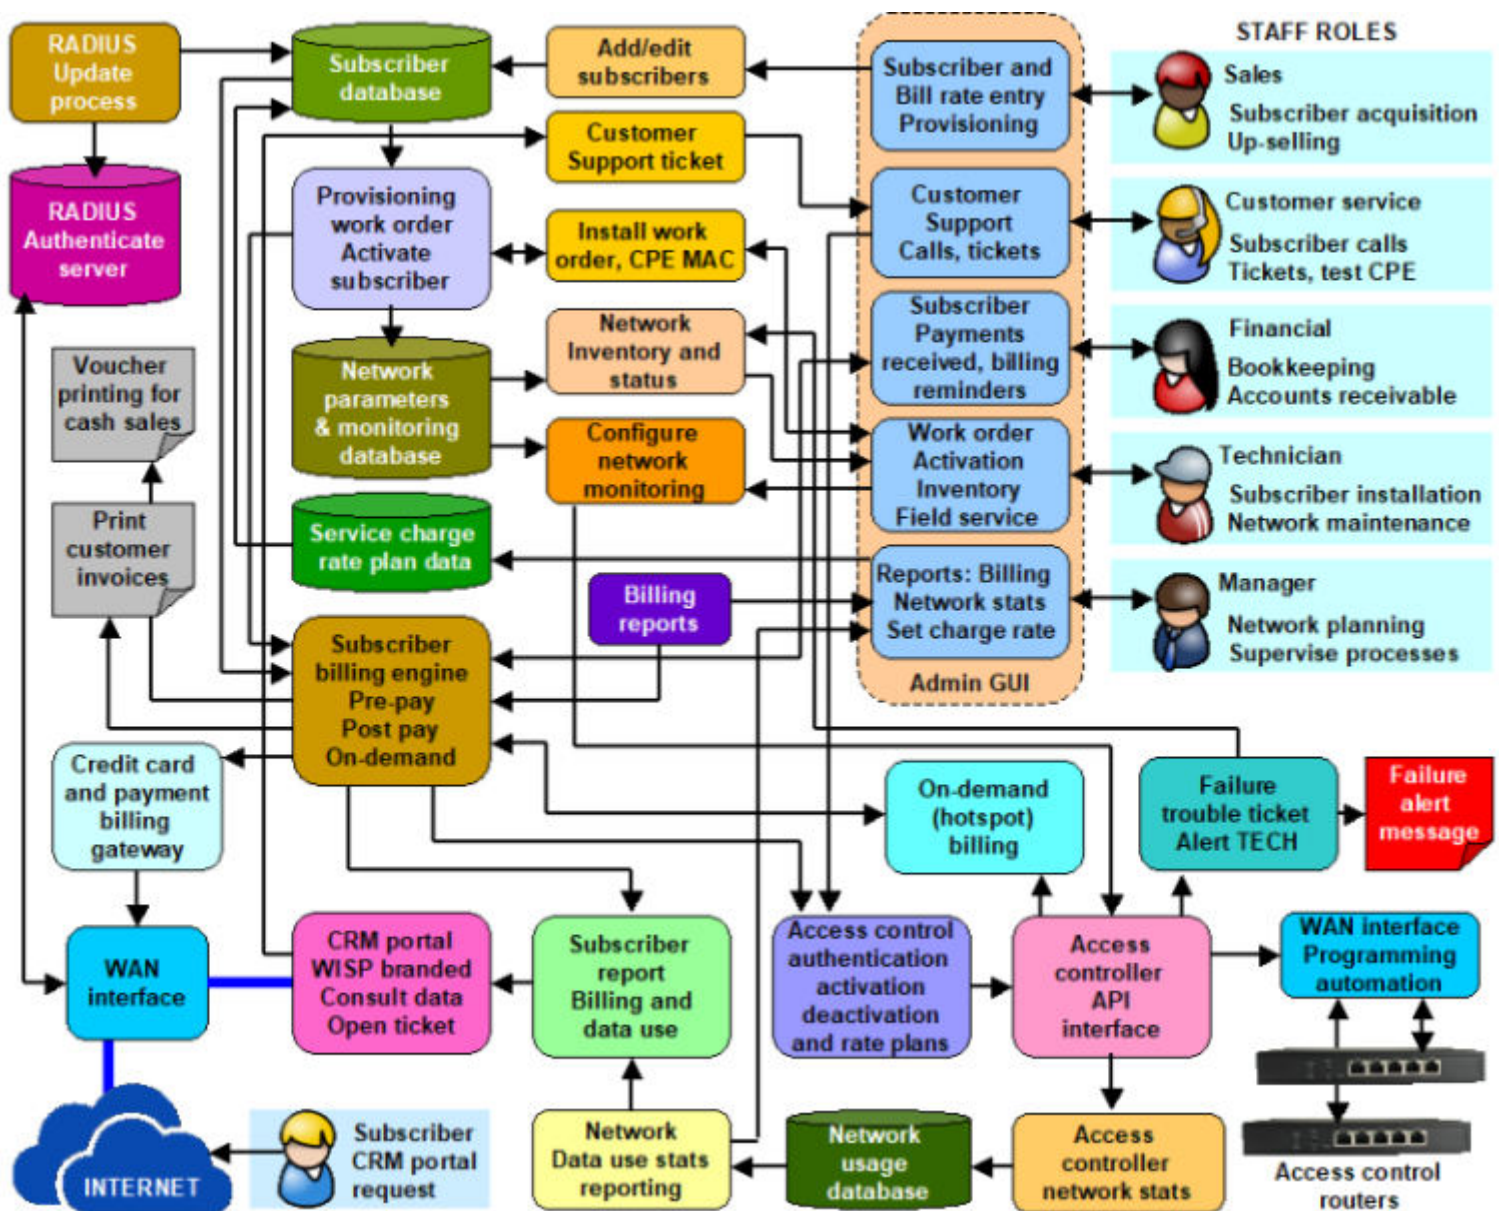 RADIUS
Update
process
Subscriber
database
Add/edit
subscribers
Subscriber and
Bill rate entry
Provisioning
STAFF ROLES
Sales
Subscriber acquisition
Up-selling
Customer
Support ticket
RADIUS
Authenticate
server
Provisioning
work order
Activate
subscriber
Install work
order, CPE MAC
Customer
Support
Calls, tickets
Customer service
Subscriber calls
Tickets, test CPE
Voucher
printing for
cash sales
Network
parameters
& monitoring
database
Network
Inventory and
status
Subscriber
Payments
received, billing
reminders
Financial
Bookkeeping
Accounts receivable
Configure
network
monitoring
Work order
Activation
Inventory
Field service
Technician
Subscriber installation
Network maintenance
Print
customer
invoices
Service charge
rate plan data
Billing
reports
Reports: Billing
Network stats
Set charge rate
Admin GUI
Manager
Network planning
Supervise processes
Subscriber
billing engine
Pre-pay
Post pay
On-demand
Credit card
and payment
billing
gateway
On-demand
(hotspot)
billing
Failure
trouble ticket
Alert TECH
Failure
alert
message
WAN
interface
CRM portal
WISP branded
Consult data
Open ticket
Subscriber
report
Billing and
data use
Access control
authentication
activation
deactivation
and rate plans
Access
controller
API
interface
WAN interface
Programming
automation
INTERNET
Subscriber
CRM portal
request
Network
Data use stats
reporting
Network
usage
database
Access
controller
network stats
Access control
routers